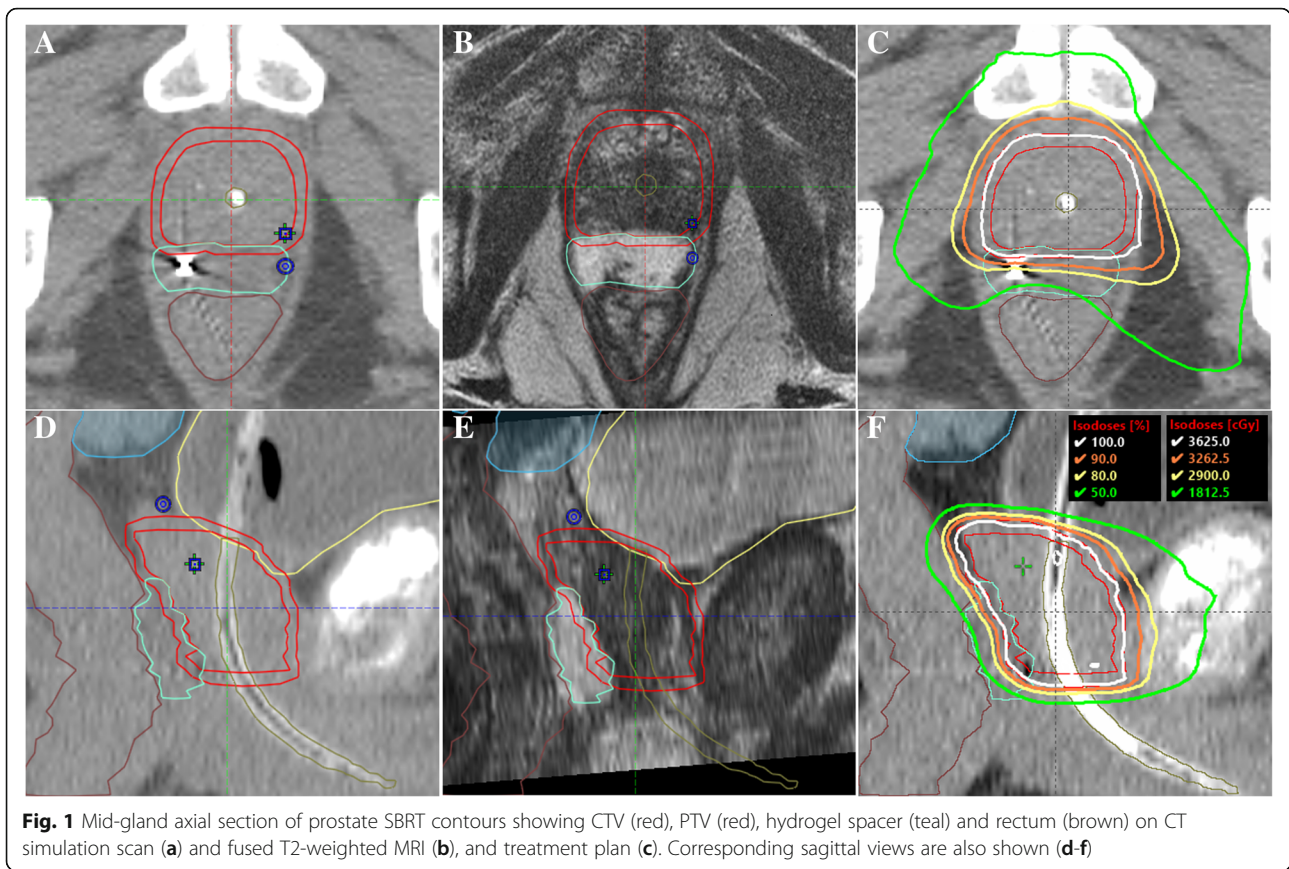 A
B
C
D
E
F
Isodoses [%]
✔ 100.0
✔ 90.0
✔ 80.0
✔ 50.0
Isodoses [cGy]
✔ 3625.0
✔ 3262.5
✔ 2900.0
✔ 1812.5
Fig. 1 Mid-gland axial section of prostate SBRT contours showing CTV (red), PTV (red), hydrogel spacer (teal) and rectum (brown) on CT
simulation scan (a) and fused T2-weighted MRI (b), and treatment plan (c). Corresponding sagittal views are also shown (d-f)